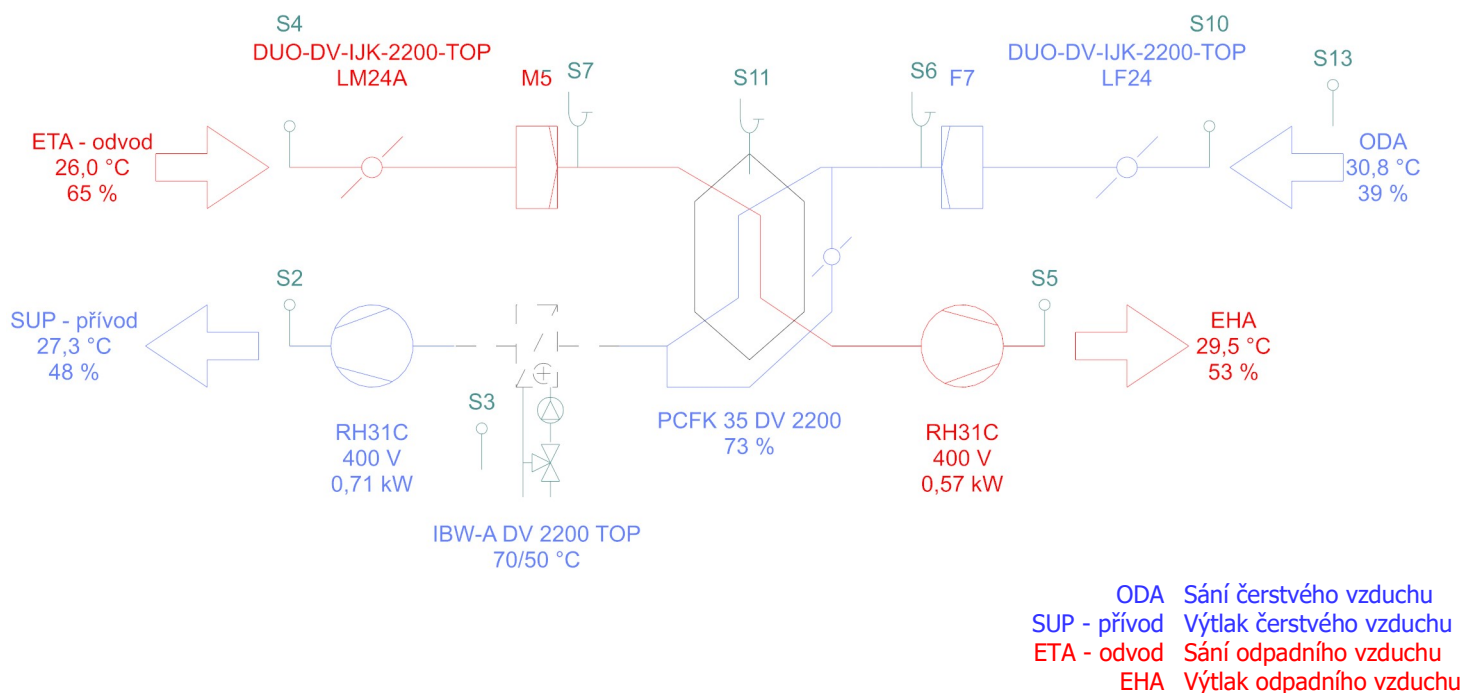 S4
DUO-DV-IJK-2200-TOP
LM24A
M5
S7
S11
S6
F7
S10
DUO-DV-IJK-2200-TOP
LF24
S13
ETA - odvod
26,0 °C
65 %
ODA
30,8 °C
39 %
S2
S5
SUP - přívod
27,3 °C
48 %
EHA
29,5 °C
53 %
S3
RH31C
400 V
0,71 kW
PCFK 35 DV 2200
73 %
RH31C
400 V
0,57 kW
IBW-A DV 2200 TOP
70/50 °C
ODA Sání čerstvého vzduchu
SUP - přívod Výtlak čerstvého vzduchu
ETA - odvod Sání odpadního vzduchu
EHA Výtlak odpadního vzduchu